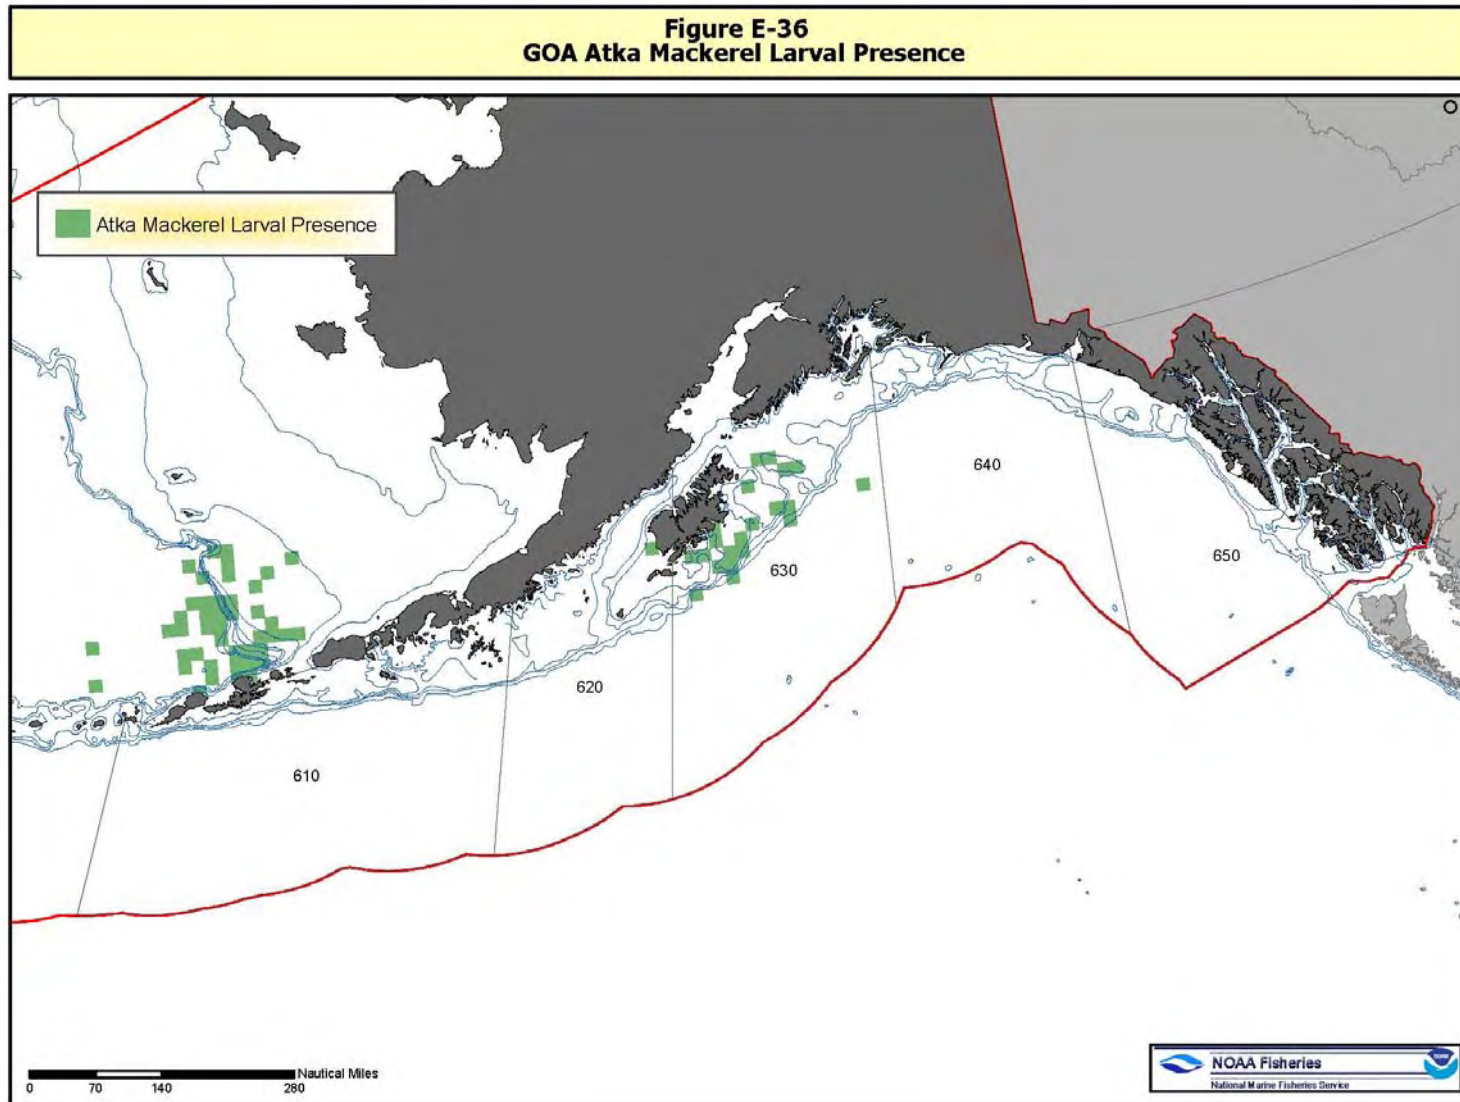 Figure E-36
GOA Atka Mackerel Larval Presence
Atka Mackerel Larval Presence
640
650
630
620
610
Nautical Miles
0 70 140 280
NOAA Fisheries
National Marine Fisheries Service
NOAA